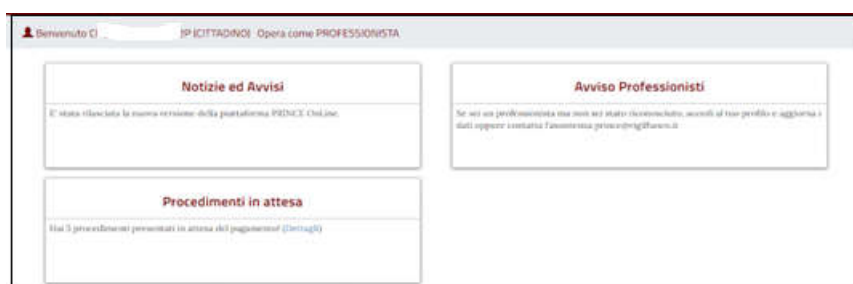 Benvenuto Cl JP (CITTADINO) Opera come PROFESSIONISTA
Notizie ed Avvisi
E' stata rilasciata la nuova versione della piattaforma PRINCE OnLine.
Avviso Professionisti
Se sei un professionista ma non sei stato riconosciuto, accedi al tuo profilo e aggiorna i
dati oppure contatta l'assistenza prince@vigilfuoco.it
Procedimenti in attesa
Hai 5 procedimenti presentati in attesa del pagamento! (Dettagli)